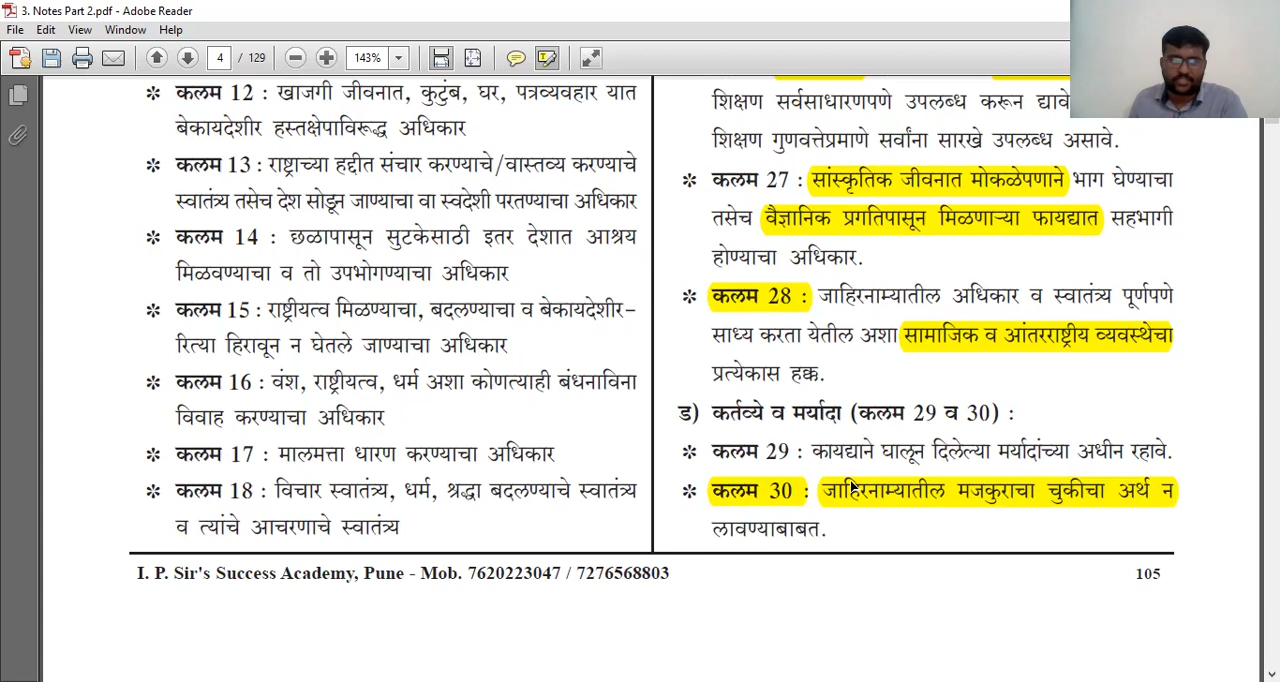 3. Notes Part 2.pdf - Adobe Reader
File Edit View Window Help
4 / 129 143%
✻ कलम 12 : खाजगी जीवनात, कुटुंब, घर, पत्रव्यवहार यात
बेकायदेशीर हस्तक्षेपाविरूद्ध अधिकार
✻ कलम 13 : राष्ट्राच्या हद्दीत संचार करण्याचे/वास्तव्य करण्याचे
स्वातंत्र्य तसेच देश सोडून जाण्याचा वा स्वदेशी परतण्याचा अधिकार
✻ कलम 14 : छळापासून सुटकेसाठी इतर देशात आश्रय
मिळवण्याचा व तो उपभोगण्याचा अधिकार
✻ कलम 15 : राष्ट्रीयत्व मिळण्याचा, बदलण्याचा व बेकायदेशीर-
रित्या हिरावून न घेतले जाण्याचा अधिकार
✻ कलम 16 : वंश, राष्ट्रीयत्व, धर्म अशा कोणत्याही बंधनाविना
विवाह करण्याचा अधिकार
✻ कलम 17 : मालमत्ता धारण करण्याचा अधिकार
✻ कलम 18 : विचार स्वातंत्र्य, धर्म, श्रद्धा बदलण्याचे स्वातंत्र्य
व त्यांचे आचरणाचे स्वातंत्र्य
शिक्षण सर्वसाधारणपणे उपलब्ध करून द्यावे
शिक्षण गुणवत्तेप्रमाणे सर्वांना सारखे उपलब्ध असावे.
✻ कलम 27 : सांस्कृतिक जीवनात मोकळेपणाने भाग घेण्याचा
तसेच वैज्ञानिक प्रगतिपासून मिळणाऱ्या फायद्यात सहभागी
होण्याचा अधिकार.
✻ कलम 28 : जाहिरनाम्यातील अधिकार व स्वातंत्र्य पूर्णपणे
साध्य करता येतील अशा सामाजिक व आंतरराष्ट्रीय व्यवस्थेचा
प्रत्येकास हक्क.
ड) कर्तव्ये व मर्यादा (कलम 29 व 30) :
✻ कलम 29 : कायद्याने घालून दिलेल्या मर्यादांच्या अधीन रहावे.
✻ कलम 30 : जाहिरनाम्यातील मजकुराचा चुकीचा अर्थ न
लावण्याबाबत.
I. P. Sir's Success Academy, Pune - Mob. 7620223047 / 7276568803 105